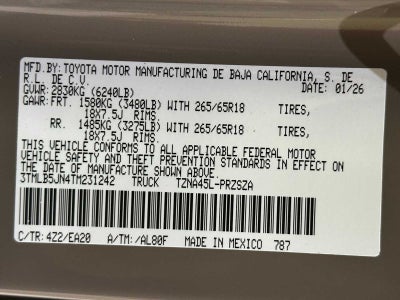 MFD.BY:TOYOTA MOTOR MANUFACTURING DE BAJA CALIFORNIA, S. DE
R.L. DE C.V. DATE: 01/26
GVWR: 2830KG (6240LB)
GAWR:FRT. 1580KG (3480LB) WITH 265/65R18 TIRES,
18X7.5J RIMS
RR. 1485KG (3275LB) WITH 265/65R18 TIRES,
18X7.5J RIMS.
THIS VEHICLE CONFORMS TO ALL APPLICABLE FEDERAL MOTOR
VEHICLE SAFETY AND THEFT PREVENTION STANDARDS IN EFFECT ON
THE DATE OF MANUFACTURE SHOWN ABOVE.
3TMLB5JN4TM231242 TRUCK TZNA45L-PRZSZA
C/TR: 4Z2/EA20 A/TM: /AL80F MADE IN MEXICO 787